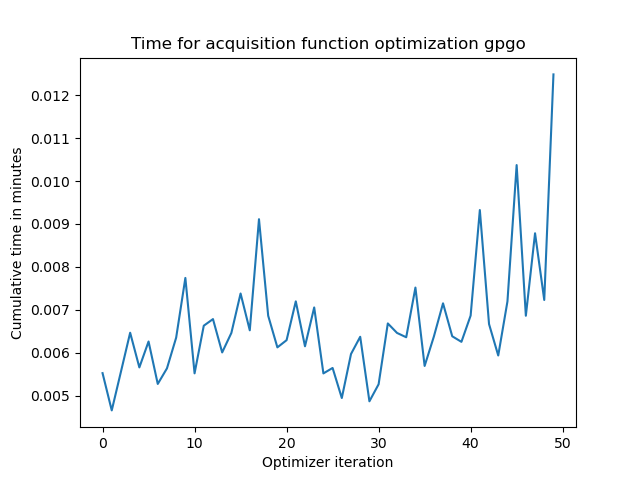 Time for acquisition function optimization gpgo
Cumulative time in minutes
0.012
0.011
0.010
0.009
0.008
0.007
0.006
0.005
0 10 20 30 40 50
Optimizer iteration